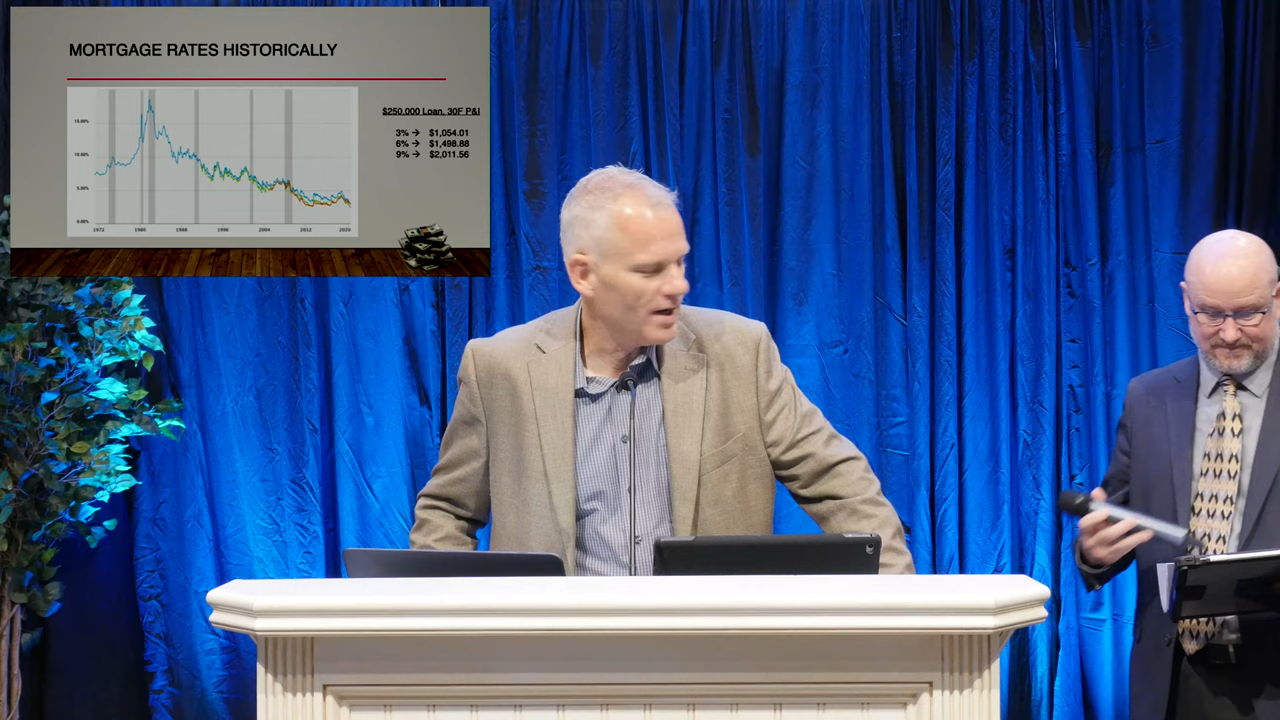 MORTGAGE RATES HISTORICALLY
$250,000 Loan, 30F P&I
3% → $1,054.01
6% → $1,498.88
9% → $2,011.56
15.00%
10.00%
5.00%
0.00%
1972 1980 1988 1996 2004 2012 2020